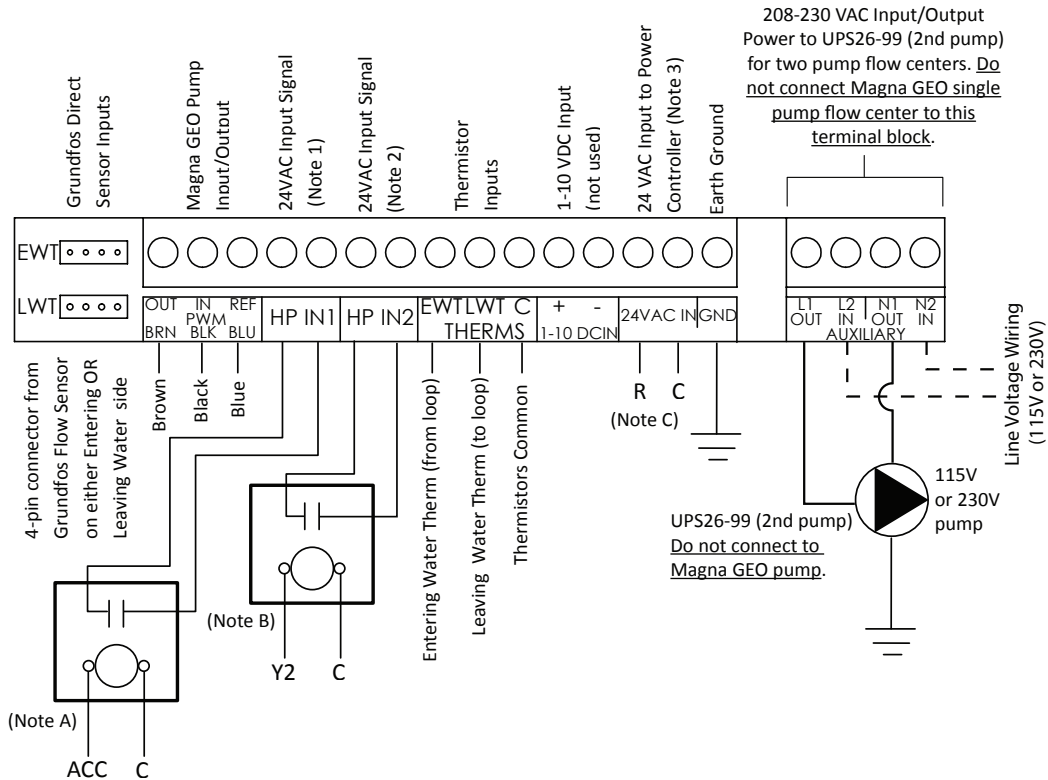 208-230 VAC Input/Output
Power to UPS26-99 (2nd pump)
for two pump flow centers. Do
not connect Magna GEO single
pump flow center to this
terminal block.
Grundfos Direct
Sensor Inputs
Magna GEO Pump
Input/Output
24VAC Input Signal
(Note 1)
24VAC Input Signal
(Note 2)
Thermistor
Inputs
1-10 VDC Input
(not used)
24 VAC Input to Power
Controller (Note 3)
Earth Ground
EWT
LWT
OUT IN REF
PWM
BRN BLK BLU
HP IN1
HP IN2
EWT LWT C
THERMS
+ -
1-10 DCIN
24VAC IN
GND
L1 L2 N1 N2
OUT IN OUT IN
AUXILIARY
4-pin connector from
Grundfos Flow Sensor
on either Entering OR
Leaving Water side
Brown
Black
Blue
Entering Water Therm (from loop)
Leaving Water Therm (to loop)
Thermistors Common
R C
(Note C)
Line Voltage Wiring
(115V or 230V)
115V
or 230V
pump
UPS26-99 (2nd pump)
Do not connect to
Magna GEO pump.
(Note B)
Y2 C
(Note A)
ACC C